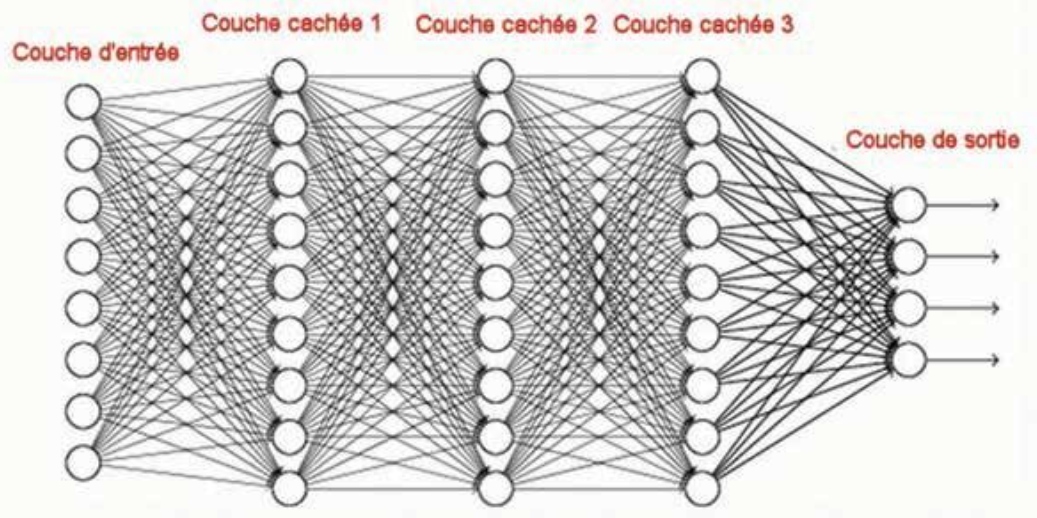 Couche d'entrée
Couche cachée 1
Couche cachée 2
Couche cachée 3
Couche de sortie